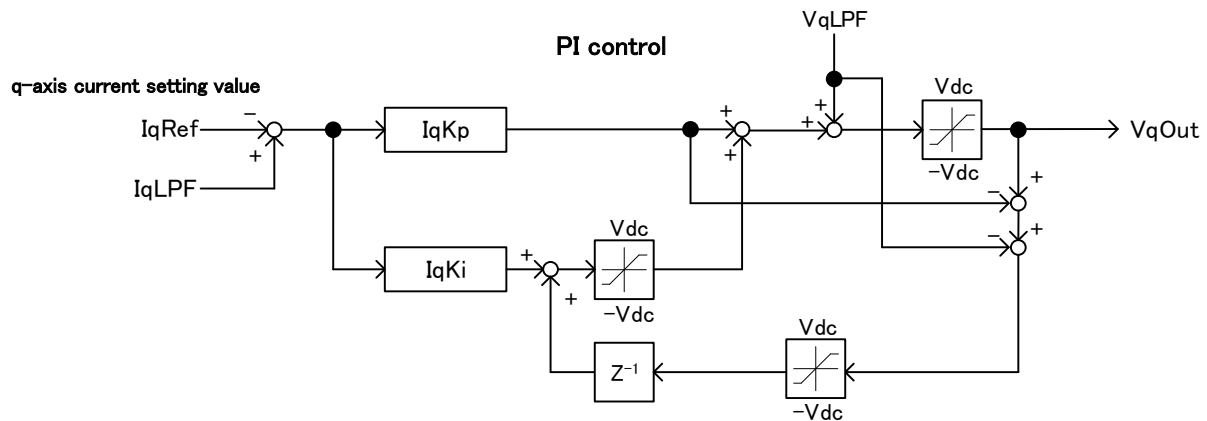 VqLPF
PI control
q-axis current setting value
Vdc
IqRef
−
IqKp
+
+
+
+
VqOut
+
+
−Vdc
IqLPF
−
+
−
+
Vdc
IqKi
+
+
−Vdc
Vdc
Z⁻¹
−Vdc